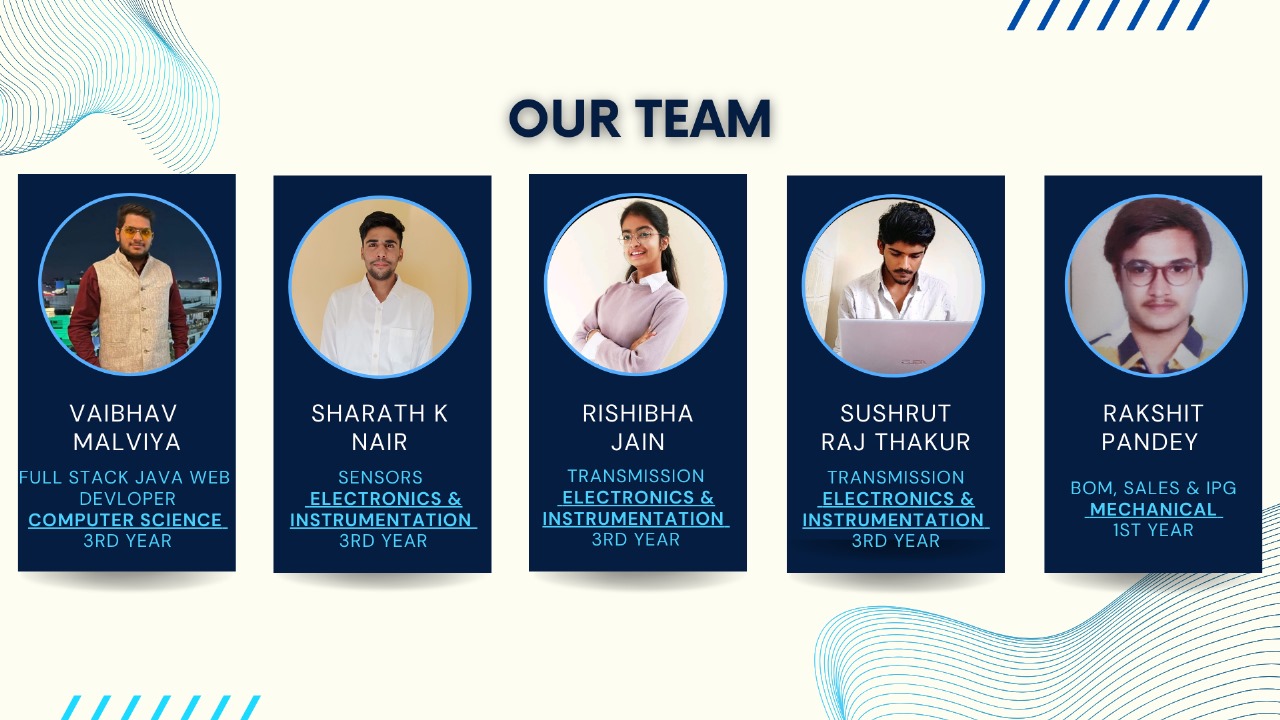 OUR TEAM
VAIBHAV
MALVIYA
FULL STACK JAVA WEB
DEVLOPER
COMPUTER SCIENCE
3RD YEAR
SHARATH K
NAIR
SENSORS
ELECTRONICS &
INSTRUMENTATION
3RD YEAR
RISHIBHA
JAIN
TRANSMISSION
ELECTRONICS &
INSTRUMENTATION
3RD YEAR
SUSHRUT
RAJ THAKUR
TRANSMISSION
ELECTRONICS &
INSTRUMENTATION
3RD YEAR
RAKSHIT
PANDEY
BOM, SALES & IPG
MECHANICAL
1ST YEAR